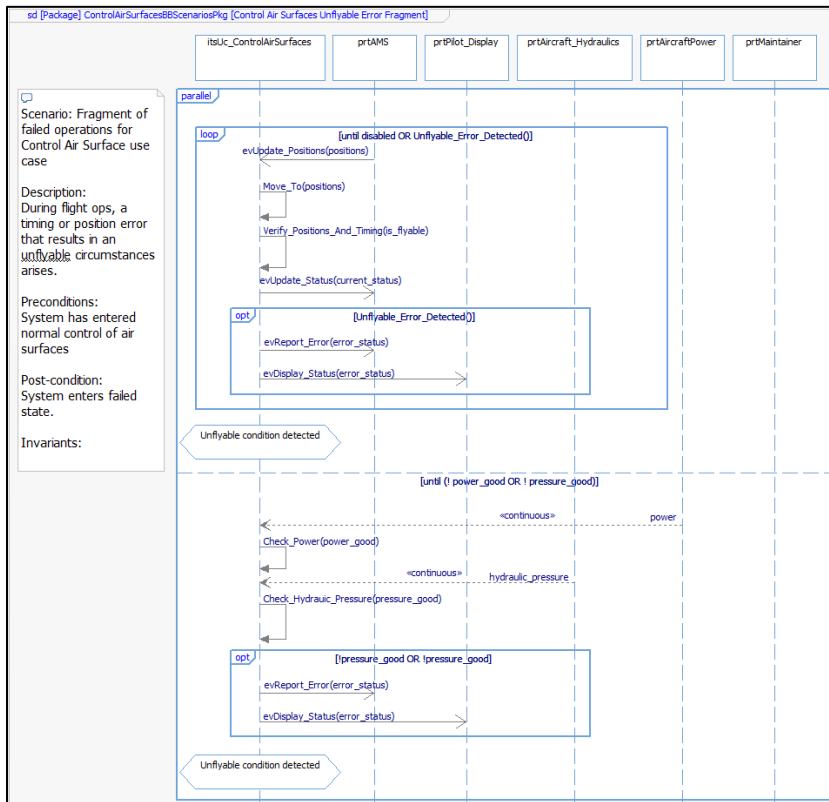 sd [Package] ControlAirSurfacesBBScenariosPkg [Control Air Surfaces Unflyable Error Fragment]
itsUc_ControlAirSurfaces
prtAMS
prtPilot_Display
prtAircraft_Hydraulics
prtAircraftPower
prtMaintainer
Scenario: Fragment of
failed operations for
Control Air Surface use
case
Description:
During flight ops, a
timing or position error
that results in an
unflyable circumstances
arises.
Preconditions:
System has entered
normal control of air
surfaces
Post-condition:
System enters failed
state.
Invariants:
parallel
loop
[until disabled OR Unflyable_Error_Detected()]
evUpdate_Positions(positions)
Move_To(positions)
Verify_Positions_And_Timing(is_flyable)
evUpdate_Status(current_status)
opt
[Unflyable_Error_Detected()]
evReport_Error(error_status)
evDisplay_Status(error_status)
Unflyable condition detected
[until (! power_good OR ! pressure_good)]
«continuous»
power
Check_Power(power_good)
«continuous»
hydraulic_pressure
Check_Hydrauic_Pressure(pressure_good)
opt
[!pressure_good OR !pressure_good]
evReport_Error(error_status)
evDisplay_Status(error_status)
Unflyable condition detected